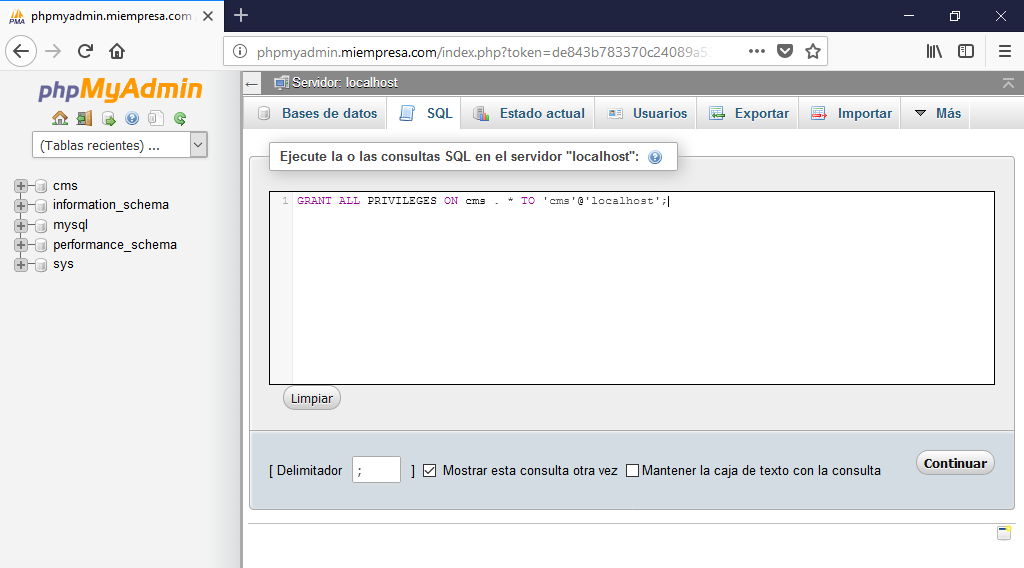 phpmyadmin.miempresa.com
phpmyadmin.miempresa.com/index.php?token=de843b783370c24089a5
phpMyAdmin
(Tablas recientes) ...
cms
information_schema
mysql
performance_schema
sys
Servidor: localhost
Bases de datos SQL Estado actual Usuarios Exportar Importar Más
Ejecute la o las consultas SQL en el servidor "localhost":
1 GRANT ALL PRIVILEGES ON cms . * TO 'cms'@'localhost';
Limpiar
[ Delimitador ; ] Mostrar esta consulta otra vez Mantener la caja de texto con la consulta Continuar